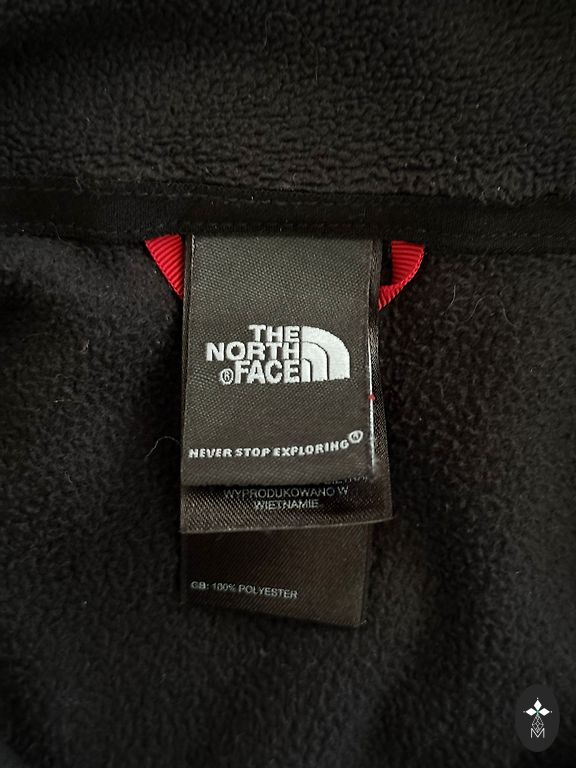 THE
NORTH
®FACE
NEVER STOP EXPLORING®
WYPRODUKOWANO W
WIETNAMIE.
GB: 100% POLYESTER